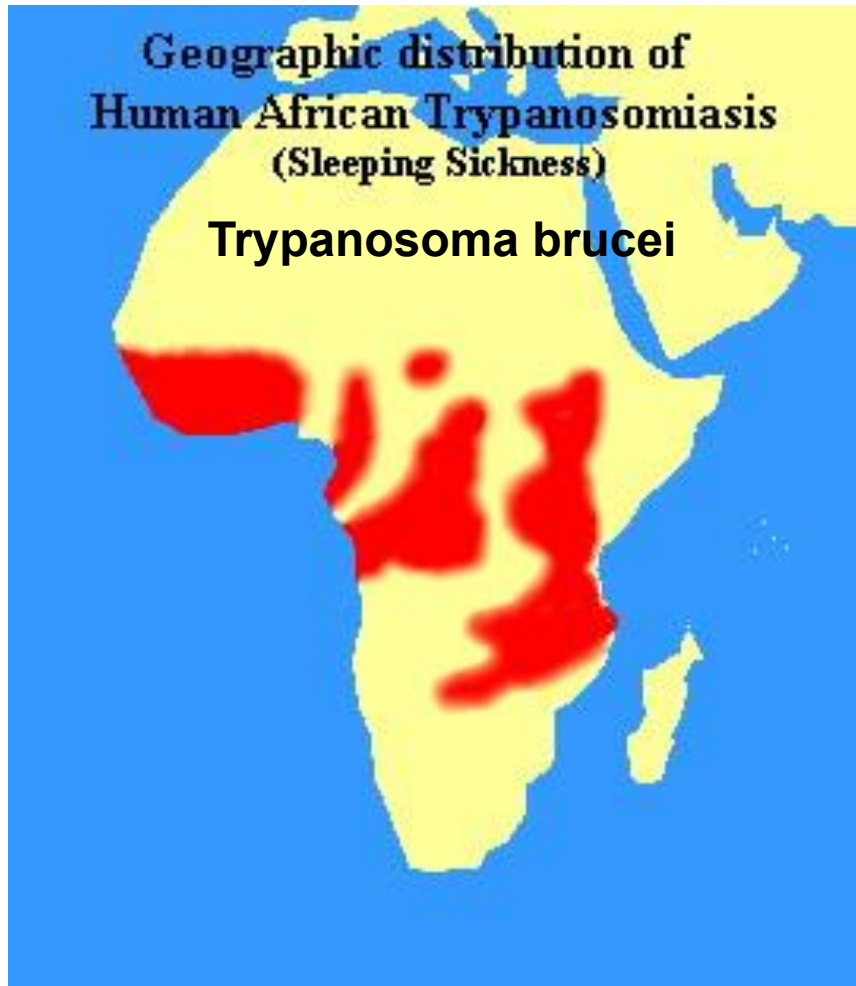 Geographic distribution of
Human African Trypanosomiasis
(Sleeping Sickness)
Trypanosoma brucei